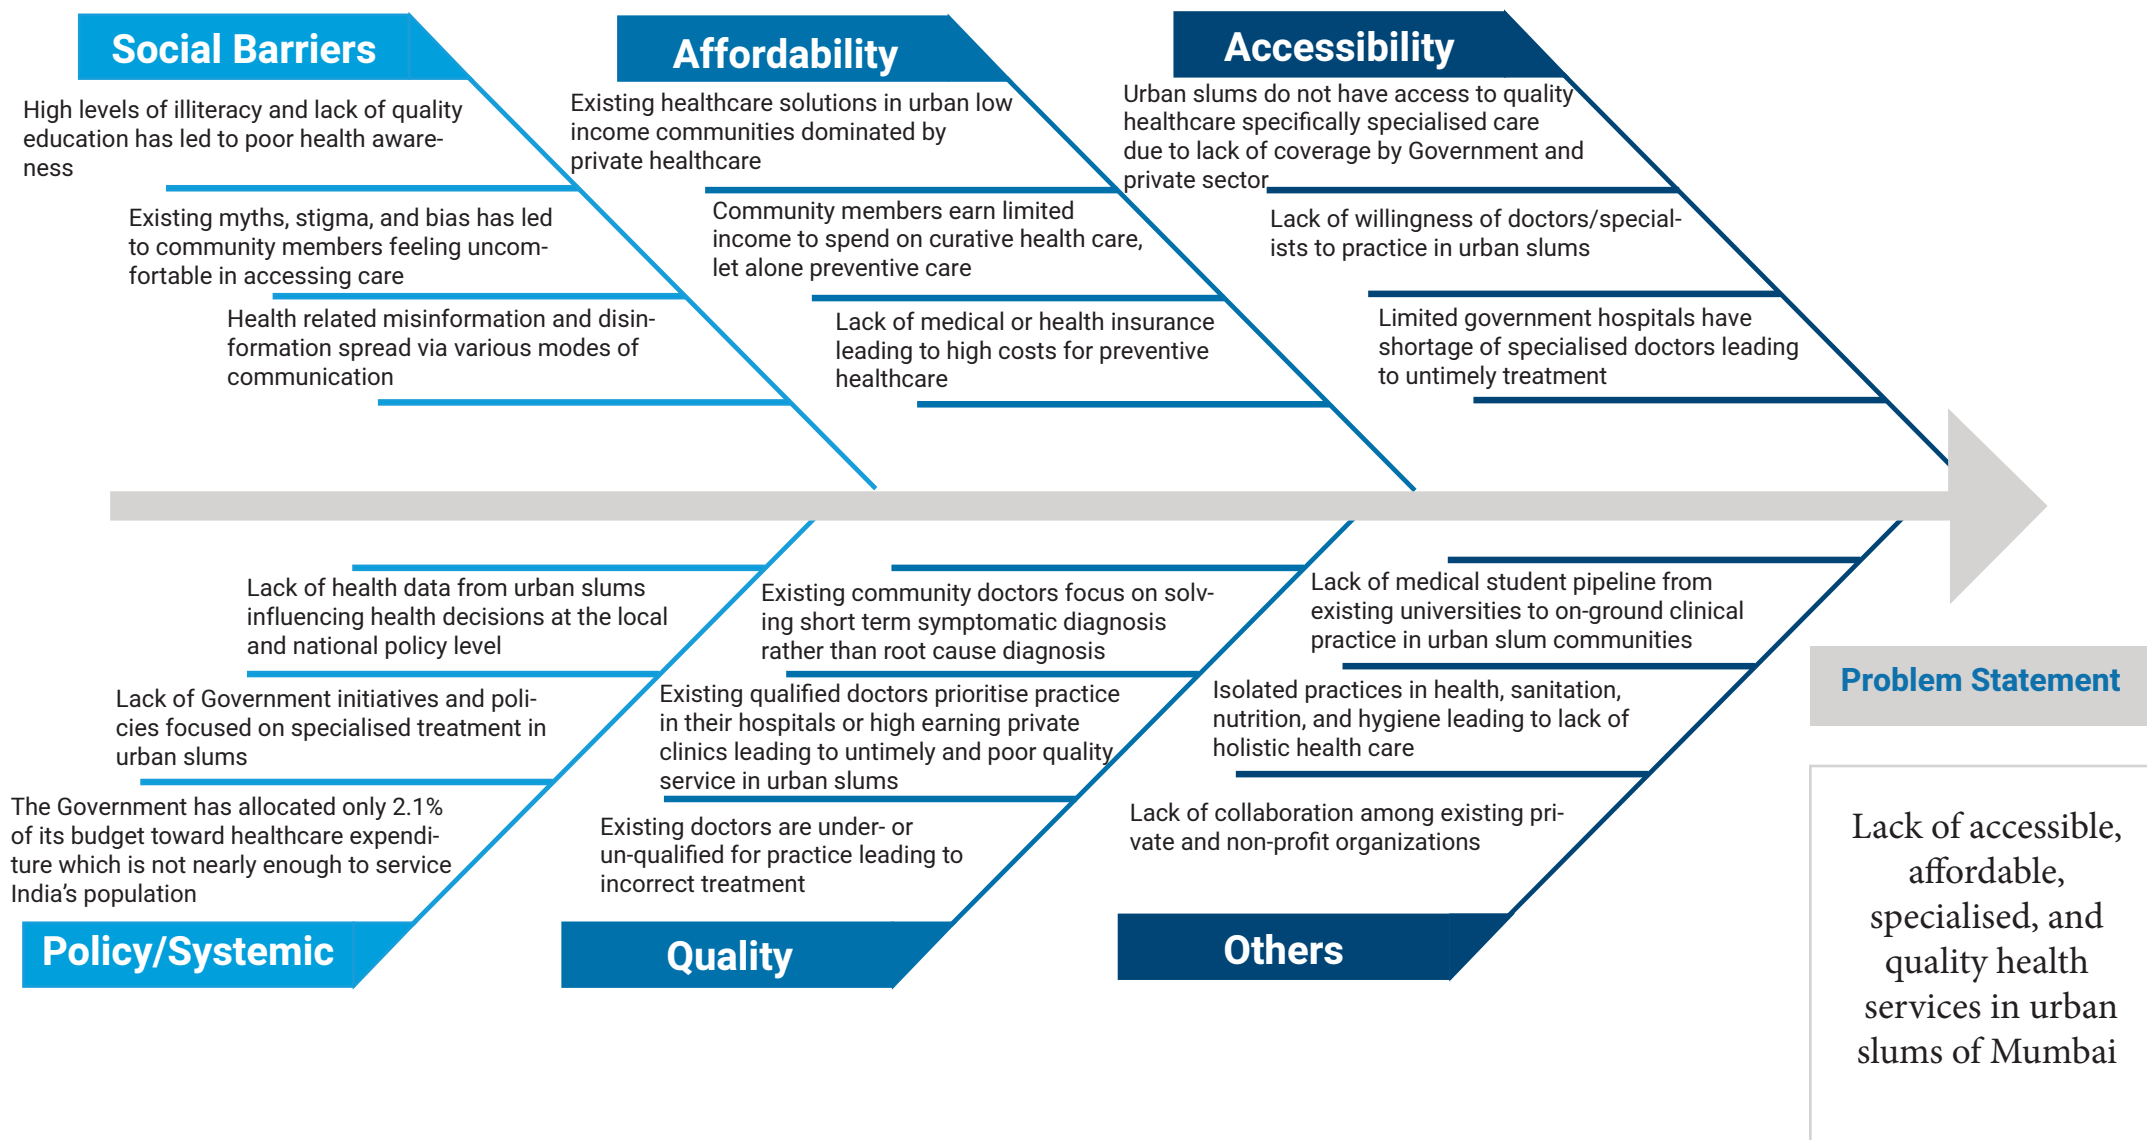 Social Barriers
High levels of illiteracy and lack of quality
education has led to poor health aware-
ness
Existing myths, stigma, and bias has led
to community members feeling uncom-
fortable in accessing care
Health related misinformation and disin-
formation spread via various modes of
communication
Affordability
Existing healthcare solutions in urban low
income communities dominated by
private healthcare
Community members earn limited
income to spend on curative health care,
let alone preventive care
Lack of medical or health insurance
leading to high costs for preventive
healthcare
Accessibility
Urban slums do not have access to quality
healthcare specifically specialised care
due to lack of coverage by Government and
private sector
Lack of willingness of doctors/special-
ists to practice in urban slums
Limited government hospitals have
shortage of specialised doctors leading
to untimely treatment
Lack of health data from urban slums
influencing health decisions at the local
and national policy level
Lack of Government initiatives and poli-
cies focused on specialised treatment in
urban slums
The Government has allocated only 2.1%
of its budget toward healthcare expendi-
ture which is not nearly enough to service
India's population
Policy/Systemic
Existing community doctors focus on solv-
ing short term symptomatic diagnosis
rather than root cause diagnosis
Existing qualified doctors prioritise practice
in their hospitals or high earning private
clinics leading to untimely and poor quality
service in urban slums
Existing doctors are under- or
un-qualified for practice leading to
incorrect treatment
Quality
Lack of medical student pipeline from
existing universities to on-ground clinical
practice in urban slum communities
Isolated practices in health, sanitation,
nutrition, and hygiene leading to lack of
holistic health care
Lack of collaboration among existing pri-
vate and non-profit organizations
Others
Problem Statement
Lack of accessible,
affordable,
specialised, and
quality health
services in urban
slums of Mumbai